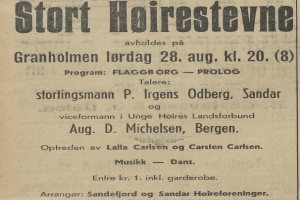 Stort Høirestevne
avholdes på
Granholmen lørdag 28. aug. kl. 20. (8)
Program: FLAGGBORG — PROLOG
Talere:
stortingsmann P. Irgens Odberg, Sandar
og
viceformann i Unge Høires Landsforbund
Aug. D. Michelsen, Bergen.
Optreden av Lalla Carlsen og Carsten Carlsen.
Musikk — Dans.
Entre kr. 1. inkl. garderobe.
Arrangør: Sandefjord og Sandar Høireforeninger.